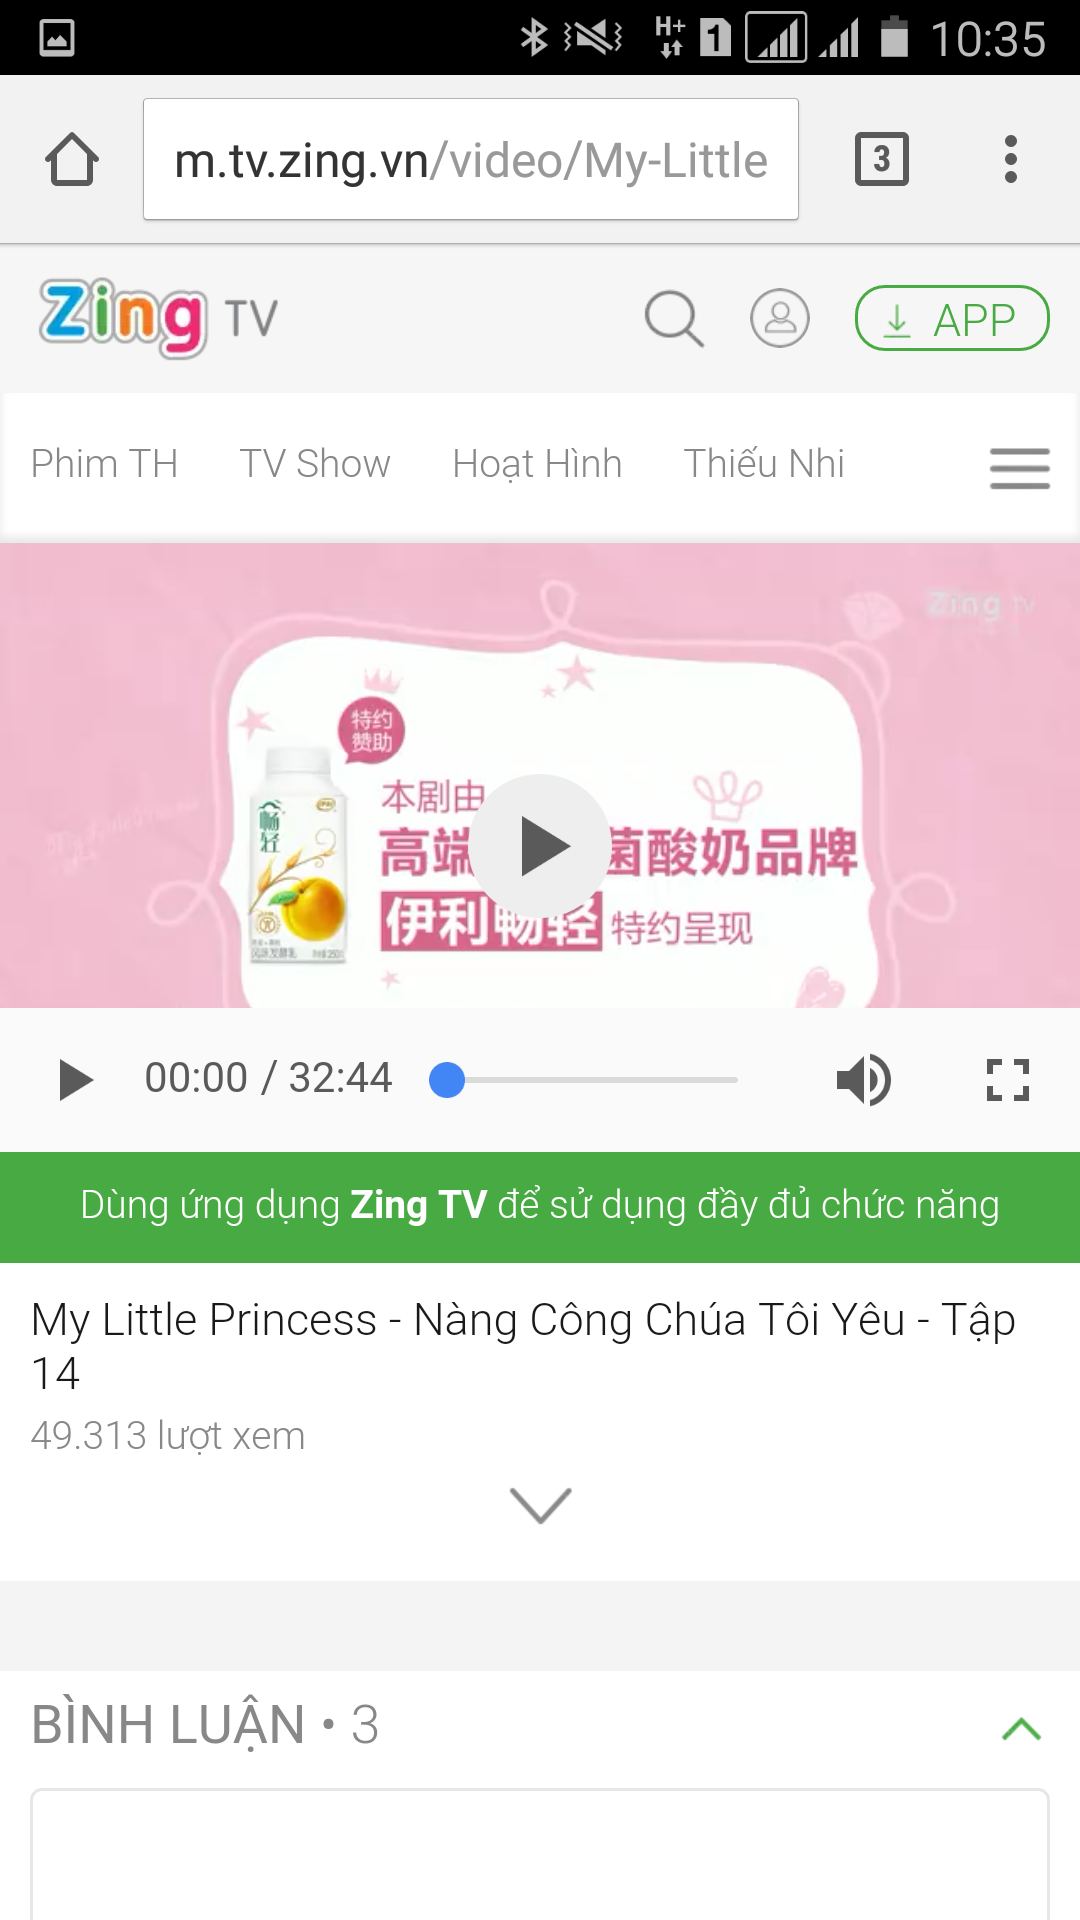 H+ 1 10:35
m.tv.zing.vn/video/My-Little
3
Zing TV
APP
Phim TH TV Show Hoạt Hình Thiếu Nhi
Zing tv
特约
赞助
本剧由
高端 菌酸奶品牌
伊利畅轻 特约呈现
畅轻
00:00 / 32:44
Dùng ứng dụng Zing TV để sử dụng đầy đủ chức năng
My Little Princess - Nàng Công Chúa Tôi Yêu - Tập
14
49.313 lượt xem
BÌNH LUẬN • 3